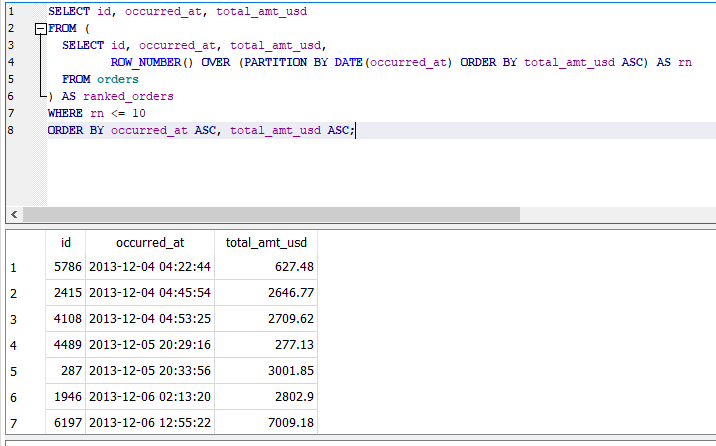 1 SELECT id, occurred_at, total_amt_usd
2 FROM (
3 SELECT id, occurred_at, total_amt_usd,
4 ROW_NUMBER() OVER (PARTITION BY DATE(occurred_at) ORDER BY total_amt_usd ASC) AS rn
5 FROM orders
6 ) AS ranked_orders
7 WHERE rn <= 10
8 ORDER BY occurred_at ASC, total_amt_usd ASC;
id occurred_at total_amt_usd
1 5786 2013-12-04 04:22:44 627.48
2 2415 2013-12-04 04:45:54 2646.77
3 4108 2013-12-04 04:53:25 2709.62
4 4489 2013-12-05 20:29:16 277.13
5 287 2013-12-05 20:33:56 3001.85
6 1946 2013-12-06 02:13:20 2802.9
7 6197 2013-12-06 12:55:22 7009.18